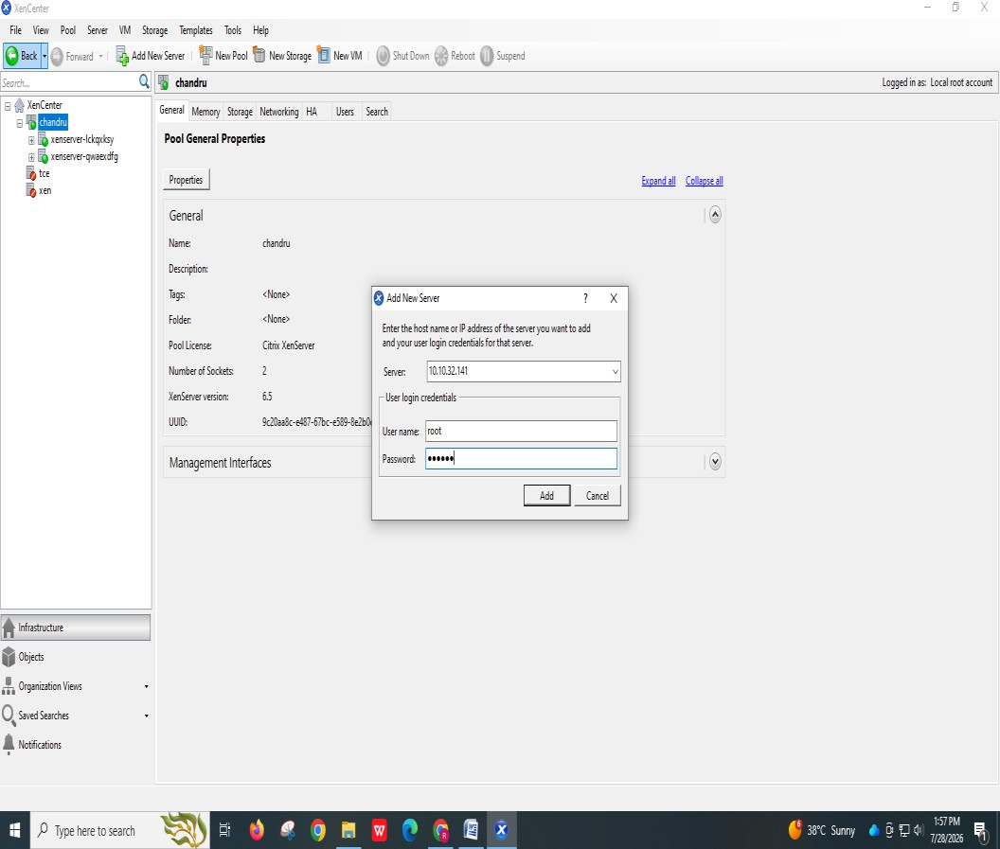 XenCenter
File View Pool Server VM Storage Templates Tools Help
Back Forward Add New Server New Pool New Storage New VM Shut Down Reboot Suspend
Search...
chandru Logged in as: Local root account
XenCenter
chandru
xenserver-lckqxksy
xenserver-qwaexdfg
tce
xen
General Memory Storage Networking HA Users Search
Pool General Properties
Properties Expand all Collapse all
General
Name: chandru
Description:
Tags: <None>
Folder: <None>
Pool License: Citrix XenServer
Number of Sockets: 2
XenServer version: 6.5
UUID: 9c20aa8c-e487-67bc-e589-8e2b0
Management Interfaces
Add New Server ? X
Enter the host name or IP address of the server you want to add
and your user login credentials for that server.
Server: 10.10.32.141
User login credentials
User name: root
Password: ••••••
Add Cancel
Infrastructure
Objects
Organization Views
Saved Searches
Notifications
Type here to search
38°C Sunny
1:57 PM
7/28/2026